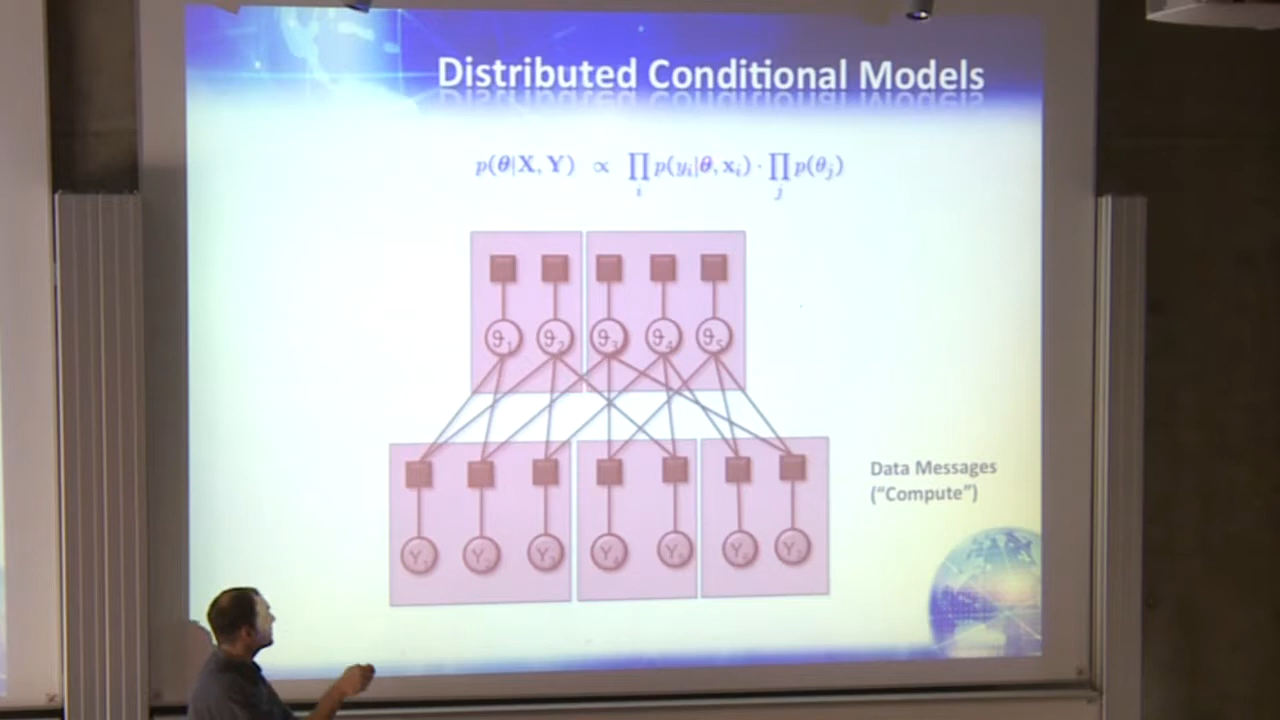 Distributed Conditional Models
p(θ|X, Y) ∝ ∏ p(yᵢ|θ, xᵢ) · ∏ p(θⱼ)
i j
ϑ₁ ϑ₂ ϑ₃ ϑ₄ ϑ₅
Data Messages
("Compute")
Y₁ Y₂ Y₃ Y₄ Y₅ Y₆ Y₇